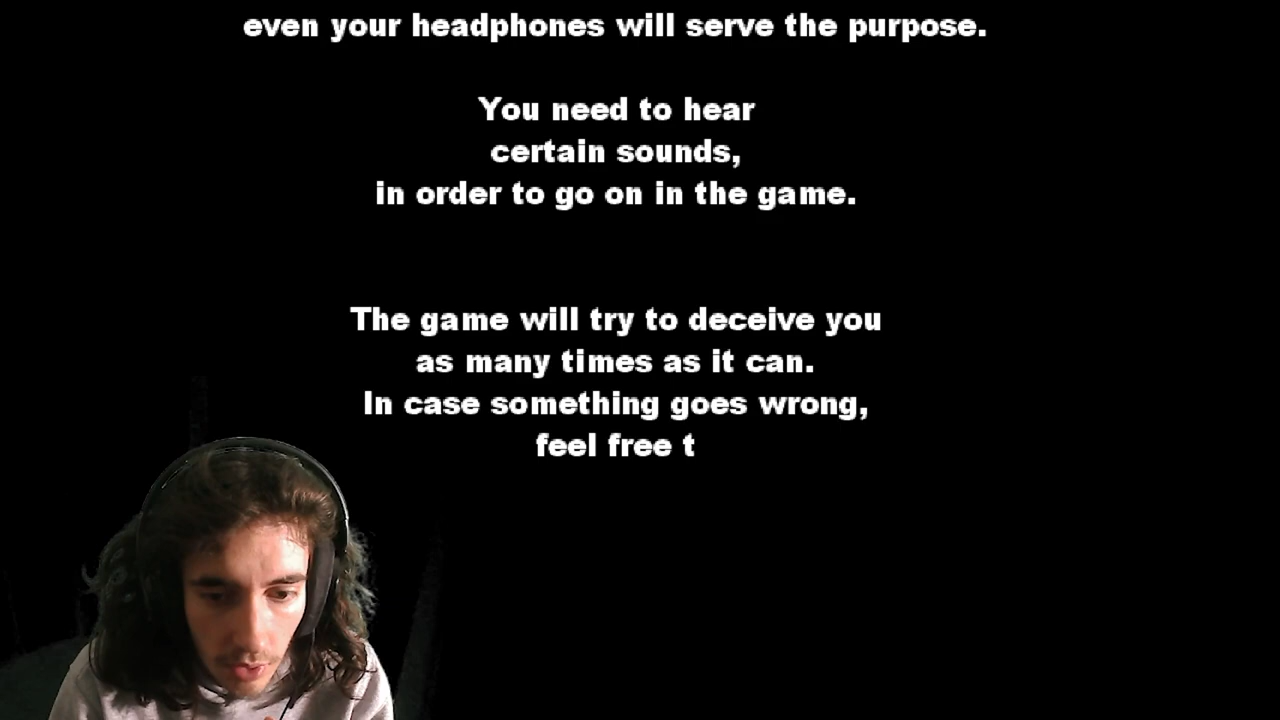 even your headphones will serve the purpose.
You need to hear
certain sounds,
in order to go on in the game.
The game will try to deceive you
as many times as it can.
In case something goes wrong,
feel free t